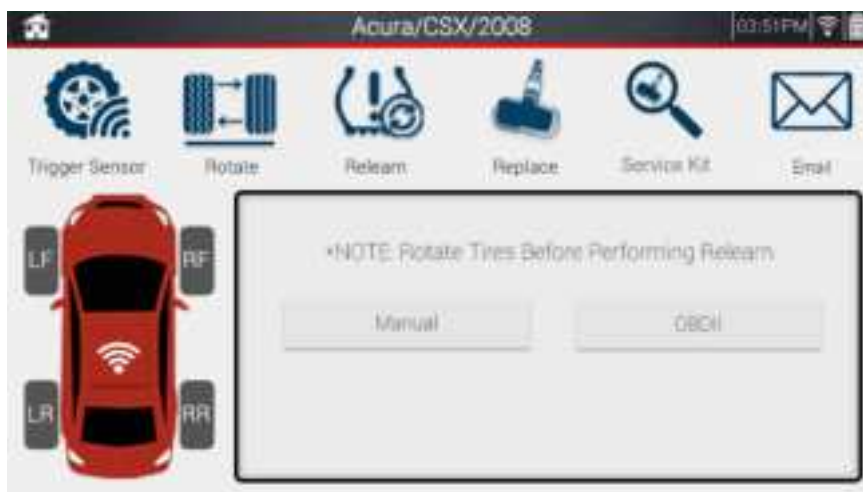 Acura/CSX/2008 03:51PM
Trigger Sensor Rotate Relearn Replace Service Kit Email
*NOTE: Rotate Tires Before Performing Relearn
LF RF
Manual OBDII
LR RR